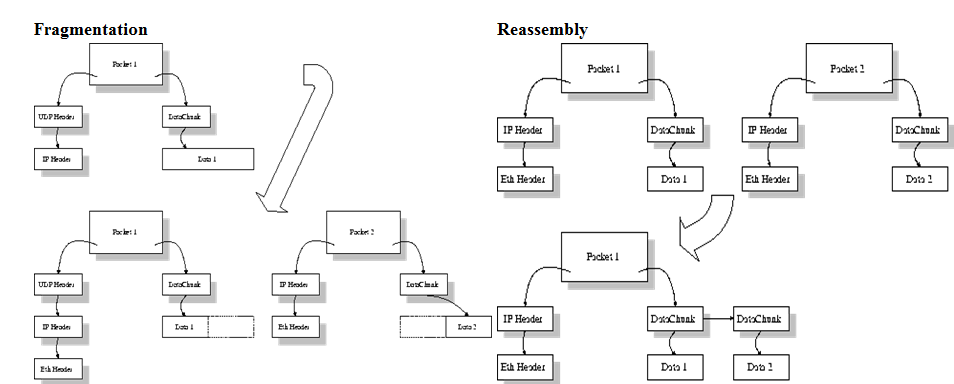 Fragmentation
Packet 1
UDP Header
DataChunk
IP Header
Data 1
Packet 1
Packet 2
UDP Header
DataChunk
IP Header
DataChunk
IP Header
Data 1
Eth Header
Data 2
Eth Header
Reassembly
Packet 1
Packet 2
IP Header
DataChunk
IP Header
DataChunk
Eth Header
Data 1
Eth Header
Data 2
Packet 1
IP Header
DataChunk
DataChunk
Eth Header
Data 1
Data 2